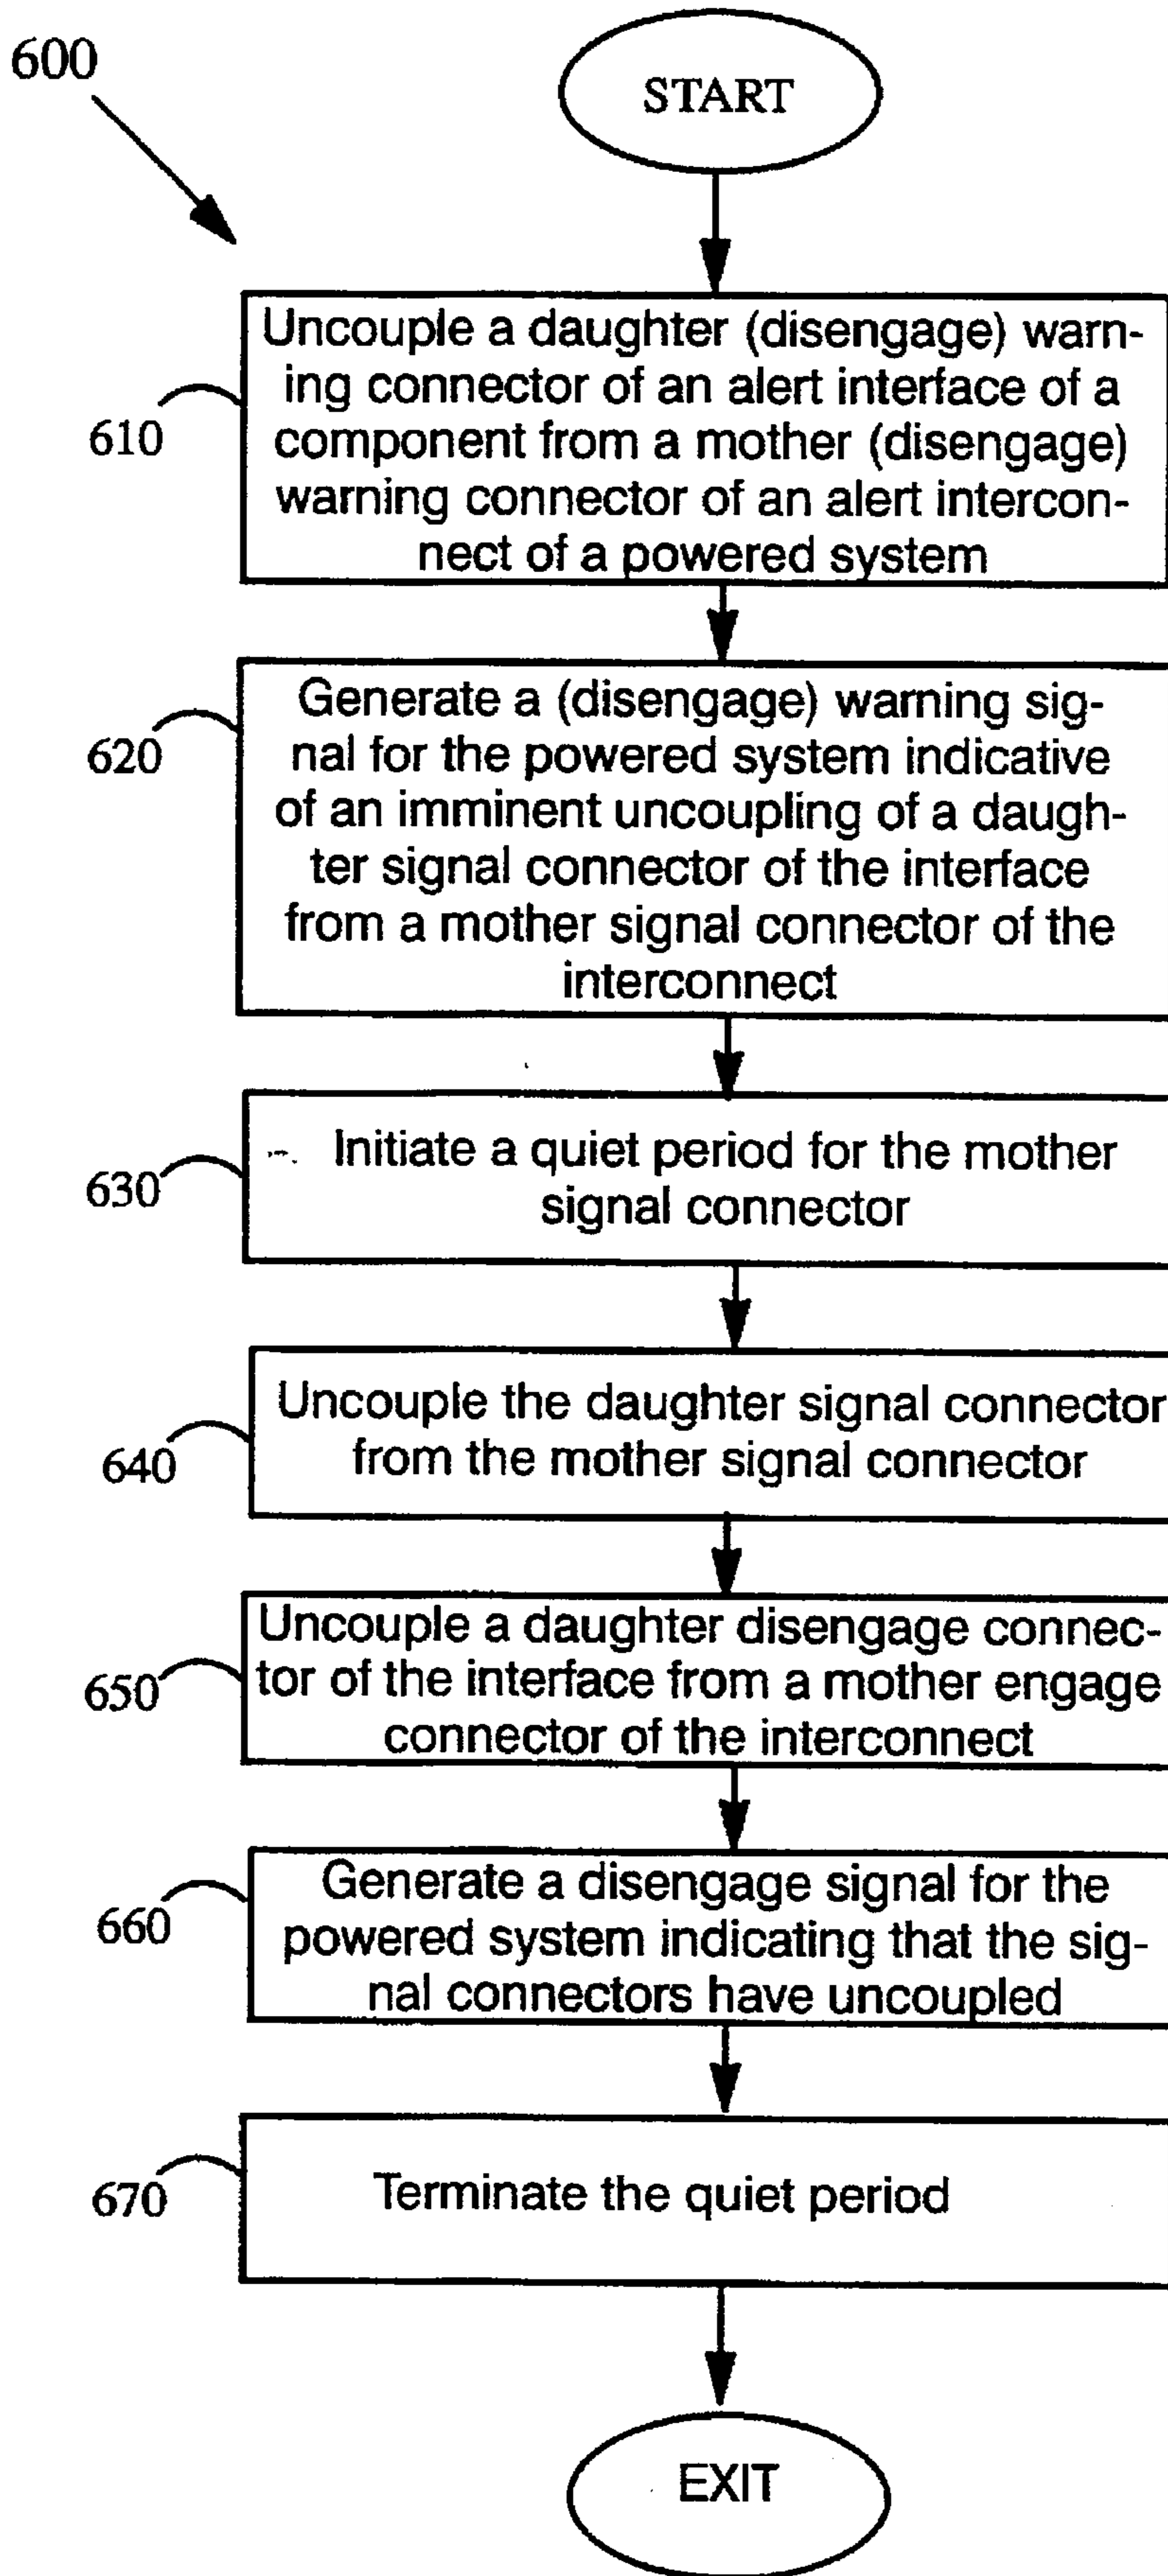 600
START
Uncouple a daughter (disengage) warn-
ing connector of an alert interface of a
component from a mother (disengage)
warning connector of an alert intercon-
nect of a powered system
610
Generate a (disengage) warning sig-
nal for the powered system indicative
of an imminent uncoupling of a daugh-
ter signal connector of the interface
from a mother signal connector of the
interconnect
620
Initiate a quiet period for the mother
signal connector
630
Uncouple the daughter signal connector
from the mother signal connector
640
Uncouple a daughter disengage connec-
tor of the interface from a mother engage
connector of the interconnect
650
Generate a disengage signal for the
powered system indicating that the sig-
nal connectors have uncoupled
660
Terminate the quiet period
670
EXIT